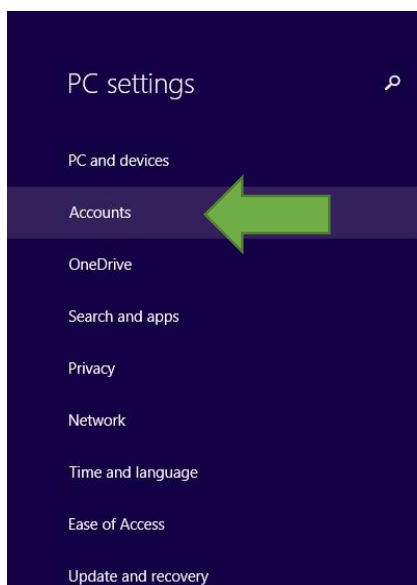 PC settings
PC and devices
Accounts
OneDrive
Search and apps
Privacy
Network
Time and language
Ease of Access
Update and recovery